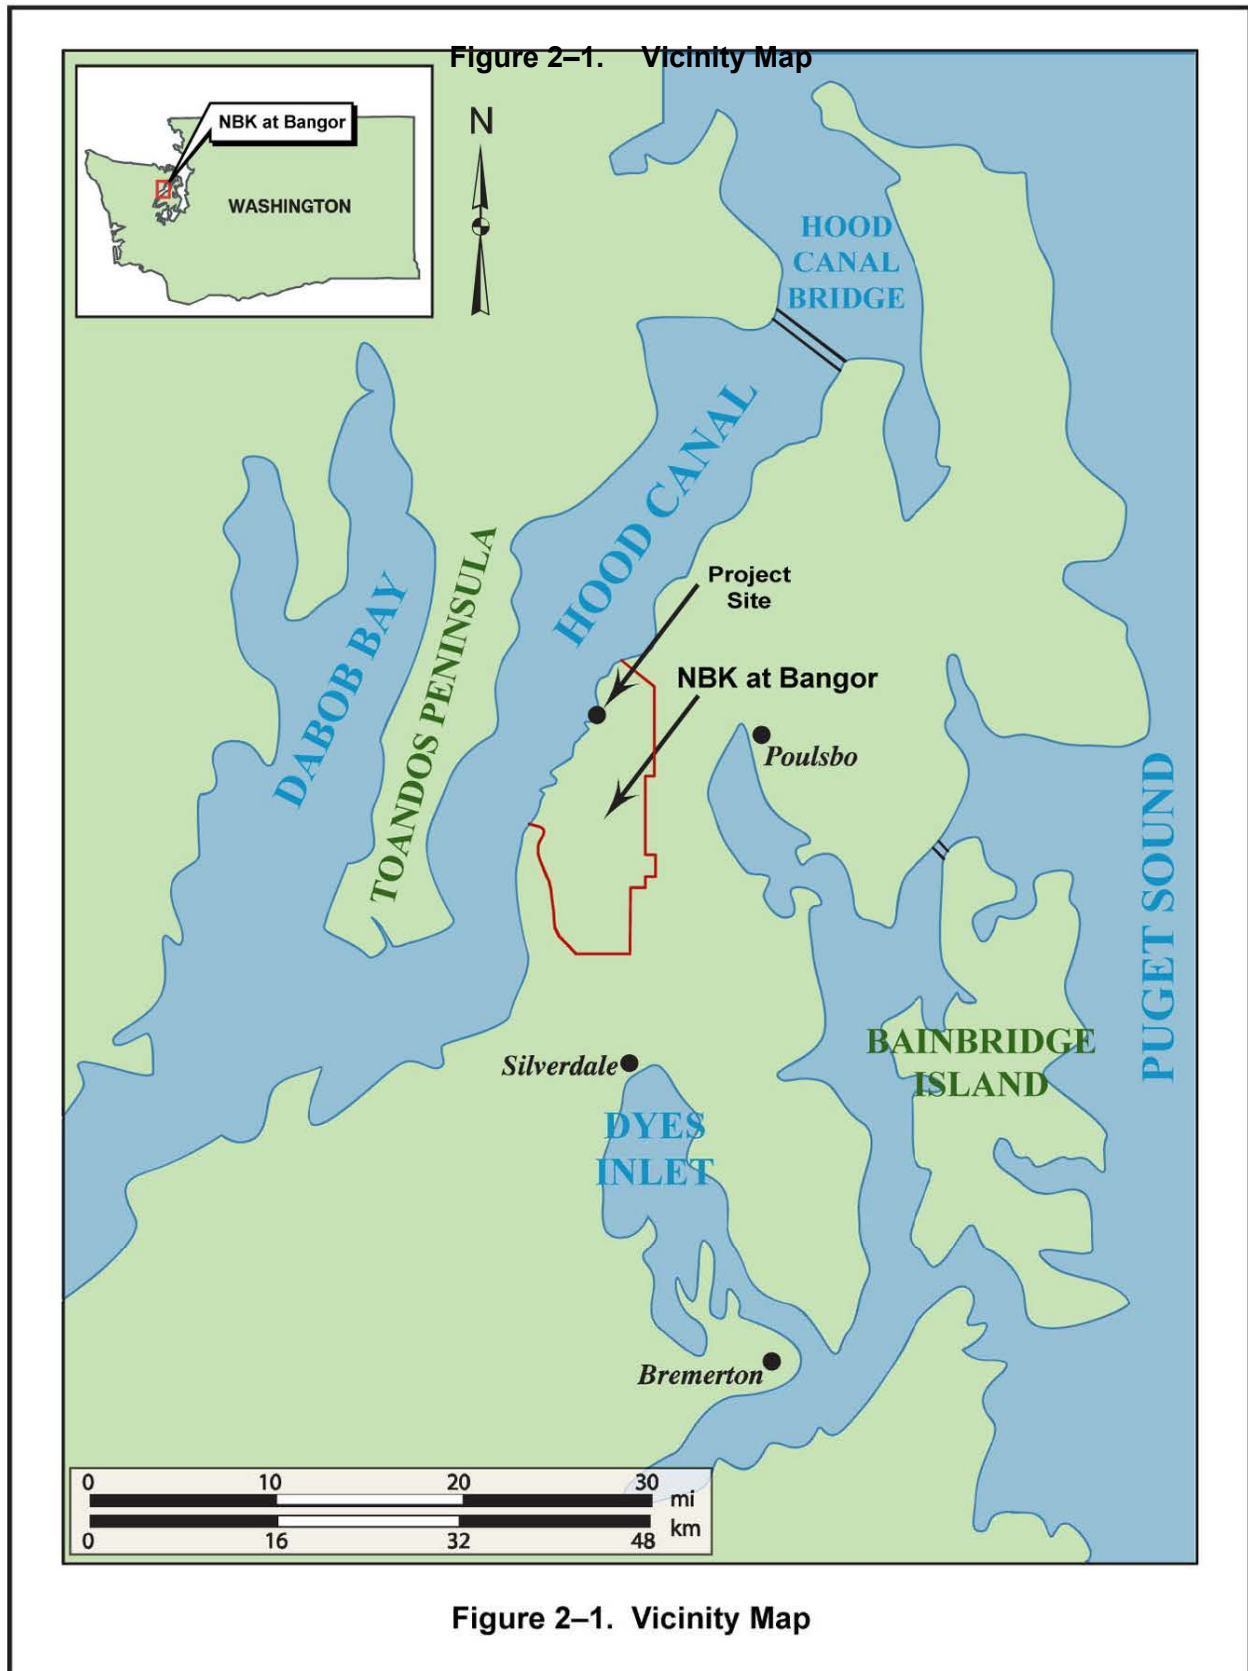 Figure 2–1. Vicinity Map
NBK at Bangor
WASHINGTON
N
HOOD
CANAL
BRIDGE
HOOD CANAL
DABOB BAY
TOANDOS PENINSULA
Project
Site
NBK at Bangor
Poulsbo
PUGET SOUND
BAINBRIDGE
ISLAND
Silverdale
DYES
INLET
Bremerton
0 10 20 30
mi
km
0 16 32 48
Figure 2–1. Vicinity Map